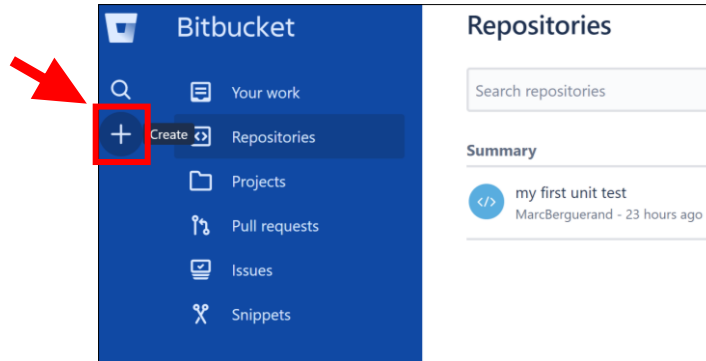 Bitbucket
Your work
Create
Repositories
Projects
Pull requests
Issues
Snippets
Repositories
Search repositories
Summary
my first unit test
MarcBerguerand - 23 hours ago